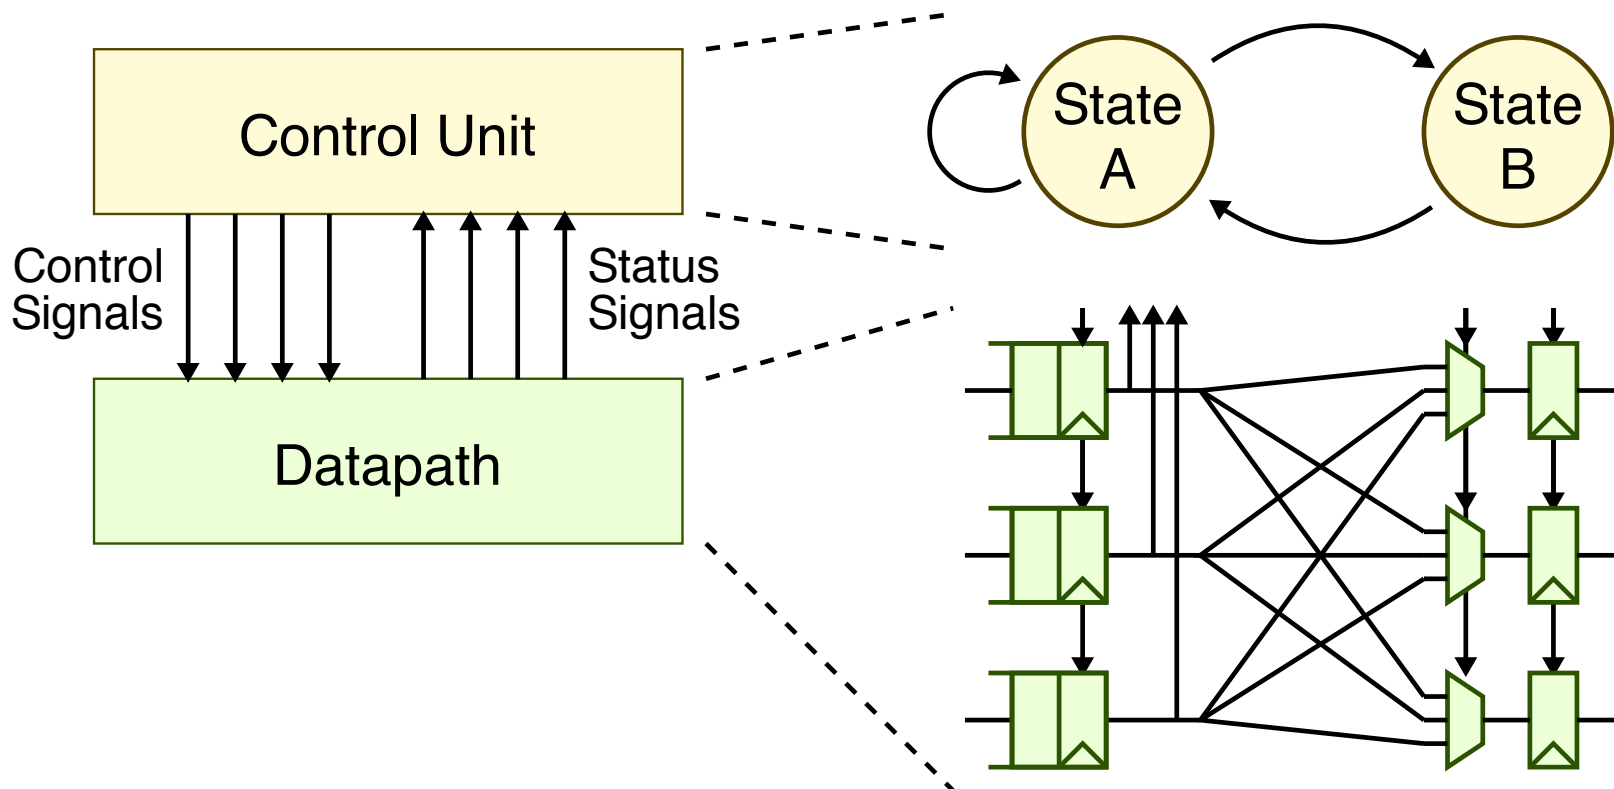 Control Unit
Control
Signals
Status
Signals
Datapath
State
A
State
B